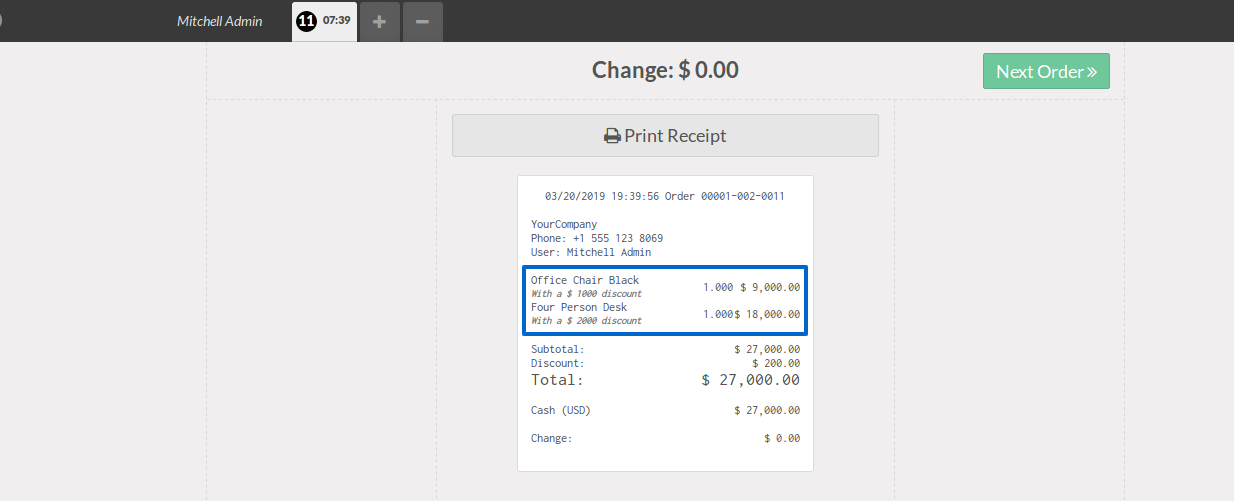 Mitchell Admin 11 07:39 + −
Change: $ 0.00
Next Order »
Print Receipt
03/20/2019 19:39:56 Order 00001-002-0011
YourCompany
Phone: +1 555 123 8069
User: Mitchell Admin
Office Chair Black 1.000 $ 9,000.00
With a $ 1000 discount
Four Person Desk 1.000$ 18,000.00
With a $ 2000 discount
Subtotal: $ 27,000.00
Discount: $ 200.00
Total: $ 27,000.00
Cash (USD) $ 27,000.00
Change: $ 0.00